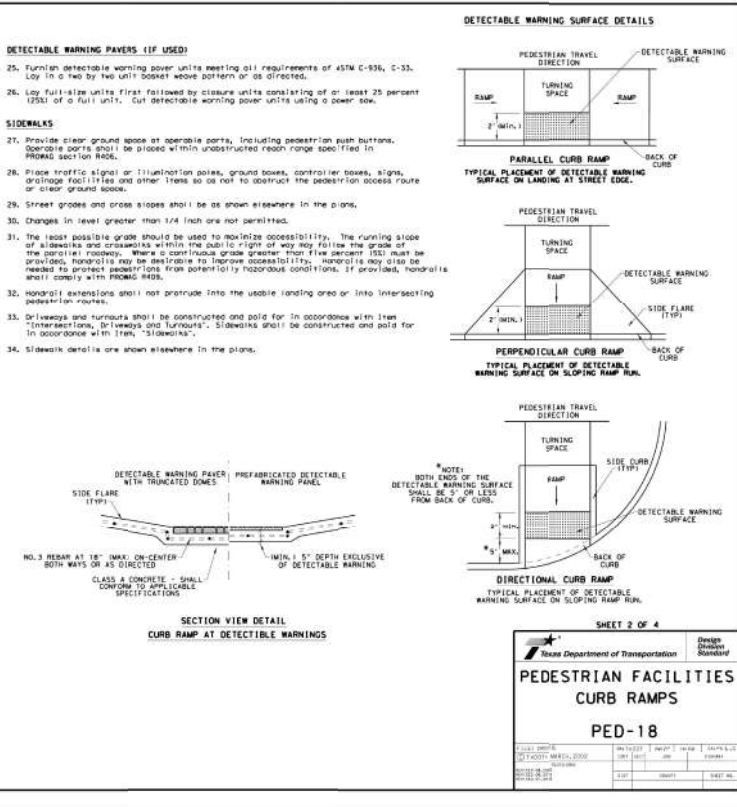 DETECTABLE WARNING PAVERS (IF USED)
25. Furnish detectable warning paver units meeting all requirements of ASTM C-936, C-33.
Lay in a two by two unit basket weave pattern or as directed.
26. Lay full-size units first followed by closure units consisting of at least 25 percent
(25%) of a full unit. Cut detectable warning paver units using a power saw.
SIDEWALKS
27. Provide clear ground space at operable parts, including pedestrian push buttons.
Operable parts shall be placed within unobstructed reach range specified in
PROWAG section R406.
28. Place traffic signal or illumination poles, ground boxes, controller boxes, signs,
drainage facilities and other items so as not to obstruct the pedestrian access route
or clear ground space.
29. Street grades and cross slopes shall be as shown elsewhere in the plans.
30. Changes in level greater than 1/4 inch are not permitted.
31. The least possible grade should be used to maximize accessibility. The running slope
of sidewalks and crosswalks within the public right of way may follow the grade of
the parallel roadway. Where a continuous grade greater than five percent (5%) must be
provided, handrails may be desirable to improve accessibility. Handrails may also be
needed to protect pedestrians from potentially hazardous conditions. If provided, handrails
shall comply with PROWAG R409.
32. Handrail extensions shall not protrude into the usable landing area or into intersecting
pedestrian routes.
33. Driveways and turnouts shall be constructed and paid for in accordance with Item
"Intersections, Driveways and Turnouts". Sidewalks shall be constructed and paid for
in accordance with Item, "Sidewalks".
34. Sidewalk details are shown elsewhere in the plans.
DETECTABLE WARNING SURFACE DETAILS
PEDESTRIAN TRAVEL
DIRECTION
DETECTABLE WARNING
SURFACE
TURNING
SPACE
RAMP
RAMP
2' (Min.)
BACK OF
CURB
PARALLEL CURB RAMP
TYPICAL PLACEMENT OF DETECTABLE WARNING
SURFACE ON LANDING AT STREET EDGE.
PEDESTRIAN TRAVEL
DIRECTION
TURNING
SPACE
RAMP
DETECTABLE WARNING
SURFACE
2' (MIN.)
SIDE FLARE
(TYP)
BACK OF
CURB
PERPENDICULAR CURB RAMP
TYPICAL PLACEMENT OF DETECTABLE
WARNING SURFACE ON SLOPING RAMP RUN.
PEDESTRIAN TRAVEL
DIRECTION
TURNING
SPACE
*NOTE:
BOTH ENDS OF THE
DETECTABLE WARNING SURFACE
SHALL BE 5' OR LESS
FROM BACK OF CURB.
RAMP
SIDE CURB
(TYP)
DETECTABLE WARNING
SURFACE
2' MIN.
*5' MAX.
BACK OF
CURB
DIRECTIONAL CURB RAMP
TYPICAL PLACEMENT OF DETECTABLE
WARNING SURFACE ON SLOPING RAMP RUN.
DETECTABLE WARNING PAVER
WITH TRUNCATED DOMES
PREFABRICATED DETECTABLE
WARNING PANEL
SIDE FLARE
(TYP)
NO.3 REBAR AT 18" (MAX) ON-CENTER
BOTH WAYS OR AS DIRECTED
(MIN.) 5" DEPTH EXCLUSIVE
OF DETECTABLE WARNING
CLASS A CONCRETE - SHALL
CONFORM TO APPLICABLE
SPECIFICATIONS
SECTION VIEW DETAIL
CURB RAMP AT DETECTIBLE WARNINGS
SHEET 2 OF 4
Texas Department of Transportation
Design
Division
Standard
PEDESTRIAN FACILITIES
CURB RAMPS
PED-18
MARCH, 2002